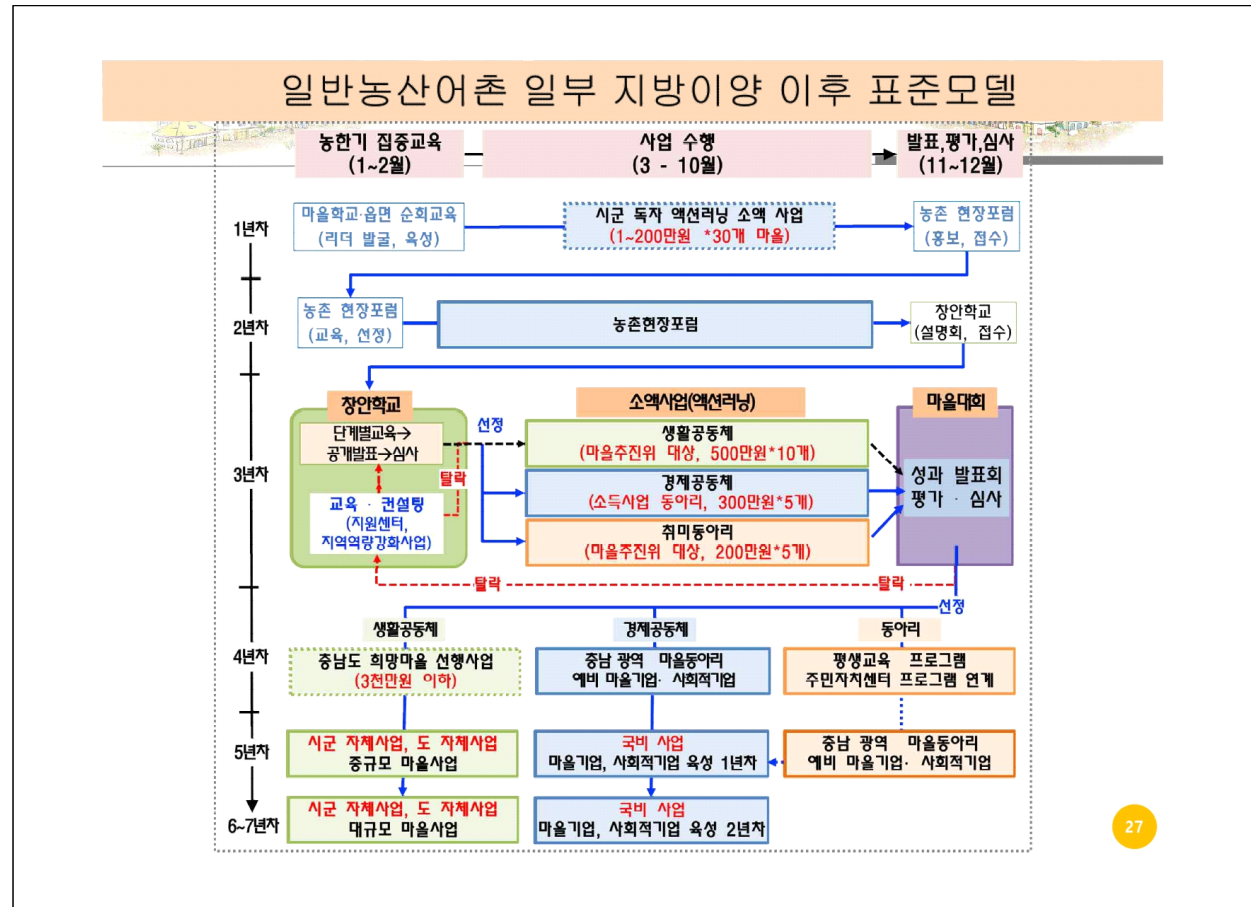 일반농산어촌 일부 지방이양 이후 표준모델
농한기 집중교육
(1~2월)
사업 수행
(3 - 10월)
발표,평가,심사
(11~12월)
1년차
마을학교·읍면 순회교육
(리더 발굴, 육성)
시군 독자 액션러닝 소액 사업
(1~200만원 *30개 마을)
농촌 현장포럼
(홍보, 접수)
2년차
농촌 현장포럼
(교육, 선정)
농촌현장포럼
창안학교
(설명회, 접수)
3년차
창안학교
단계별교육→
공개발표→심사
교육 · 컨설팅
(지원센터,
지역역량강화사업)
선정
탈락
소액사업(액션러닝)
생활공동체
(마을추진위 대상, 500만원*10개)
경제공동체
(소득사업 동아리, 300만원*5개)
취미동아리
(마을추진위 대상, 200만원*5개)
마을대회
성과 발표회
평가 · 심사
탈락
탈락
선정
4년차
생활공동체
충남도 희망마을 선행사업
(3천만원 이하)
경제공동체
충남 광역 마을동아리
예비 마을기업· 사회적기업
동아리
평생교육 프로그램
주민자치센터 프로그램 연계
5년차
시군 자체사업, 도 자체사업
중규모 마을사업
국비 사업
마을기업, 사회적기업 육성 1년차
충남 광역 마을동아리
예비 마을기업· 사회적기업
6~7년차
시군 자체사업, 도 자체사업
대규모 마을사업
국비 사업
마을기업, 사회적기업 육성 2년차
27